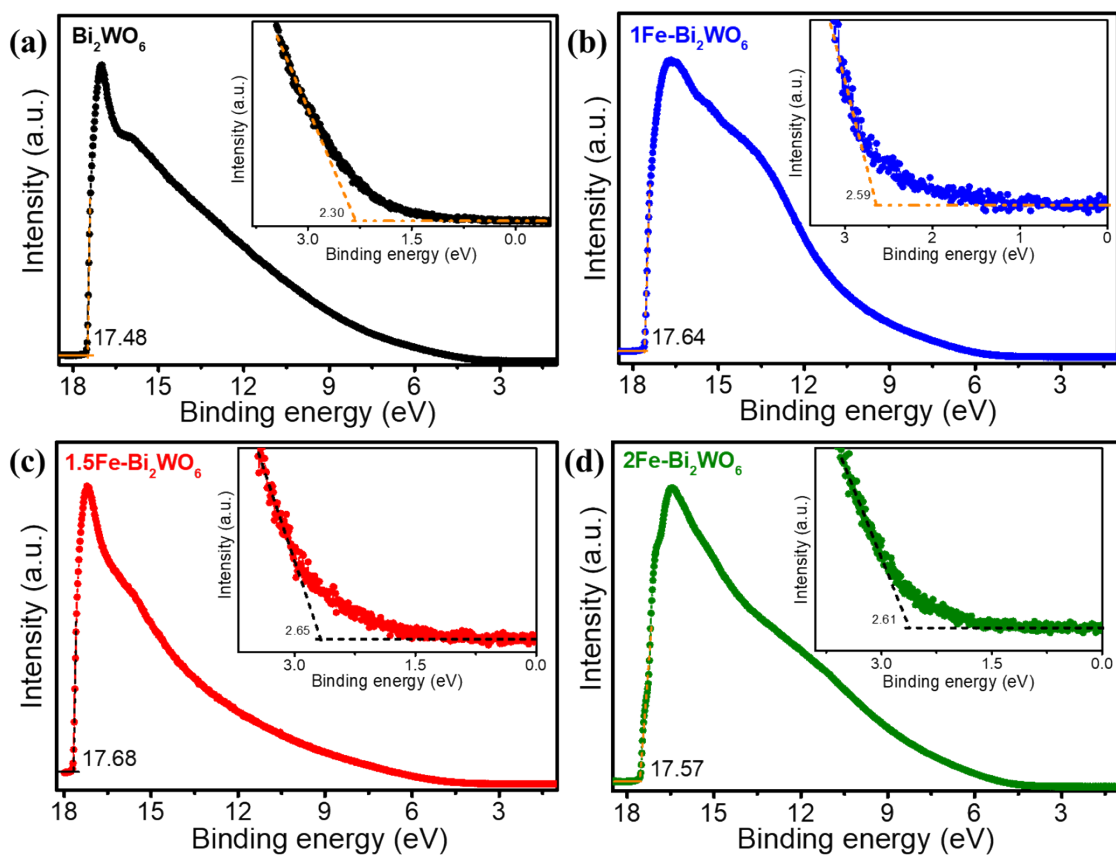 (a)
Bi₂WO₆
Intensity (a.u.)
Intensity (a.u.)
2.30
3.0 1.5 0.0
Binding energy (eV)
17.48
18 15 12 9 6 3
Binding energy (eV)
(b)
1Fe-Bi₂WO₆
Intensity (a.u.)
Intensity (a.u.)
2.59
3 2 1 0
Binding energy (eV)
17.64
18 15 12 9 6 3
Binding energy (eV)
(c)
1.5Fe-Bi₂WO₆
Intensity (a.u.)
Intensity (a.u.)
2.65
3.0 1.5 0.0
Binding energy (eV)
17.68
18 15 12 9 6 3
Binding energy (eV)
(d)
2Fe-Bi₂WO₆
Intensity (a.u.)
Intensity (a.u.)
2.61
3.0 1.5 0.0
Binding energy (eV)
17.57
18 15 12 9 6 3
Binding energy (eV)